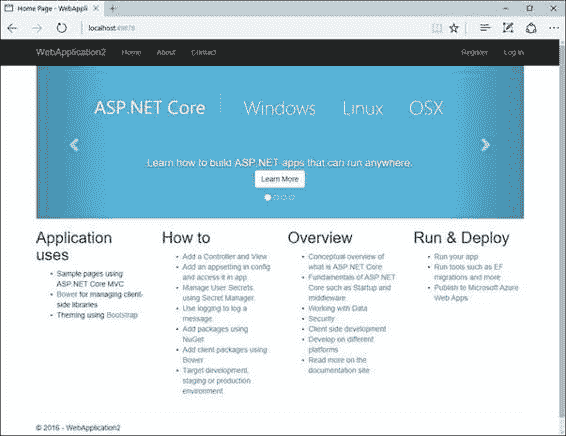 Home Page - WebAppli
localhost:
WebApplication2 Home About Contact Register Log in
ASP.NET Core Windows Linux OSX
Learn how to build ASP.NET apps that can run anywhere.
Learn More
Application
uses
Sample pages using
ASP.NET Core MVC
Bower for managing client-
side libraries
Theming using Bootstrap
How to
Add a Controller and View
Add an appsetting in config
and access it in app.
Manage User Secrets
using Secret Manager.
Use logging to log a
message.
Add packages using
NuGet.
Add client packages using
Bower.
Target development,
staging or production
environment.
Overview
Conceptual overview of
what is ASP.NET Core
Fundamentals of ASP.NET
Core such as Startup and
middleware.
Working with Data
Security
Client side development
Develop on different
platforms
Read more on the
documentation site
Run & Deploy
Run your app
Run tools such as EF
migrations and more
Publish to Microsoft Azure
Web Apps
© 2016 - WebApplication2